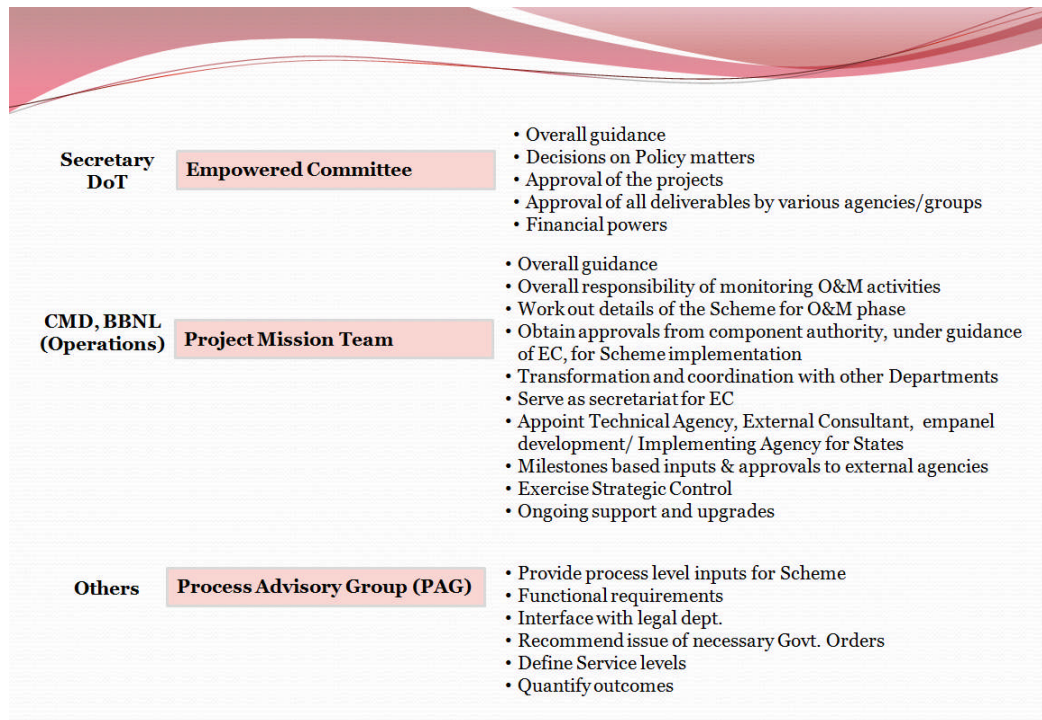 Secretary
DoT
Empowered Committee
• Overall guidance
• Decisions on Policy matters
• Approval of the projects
• Approval of all deliverables by various agencies/groups
• Financial powers
CMD, BBNL
(Operations)
Project Mission Team
• Overall guidance
• Overall responsibility of monitoring O&M activities
• Work out details of the Scheme for O&M phase
• Obtain approvals from component authority, under guidance
of EC, for Scheme implementation
• Transformation and coordination with other Departments
• Serve as secretariat for EC
• Appoint Technical Agency, External Consultant, empanel
development/ Implementing Agency for States
• Milestones based inputs & approvals to external agencies
• Exercise Strategic Control
• Ongoing support and upgrades
Others
Process Advisory Group (PAG)
• Provide process level inputs for Scheme
• Functional requirements
• Interface with legal dept.
• Recommend issue of necessary Govt. Orders
• Define Service levels
• Quantify outcomes